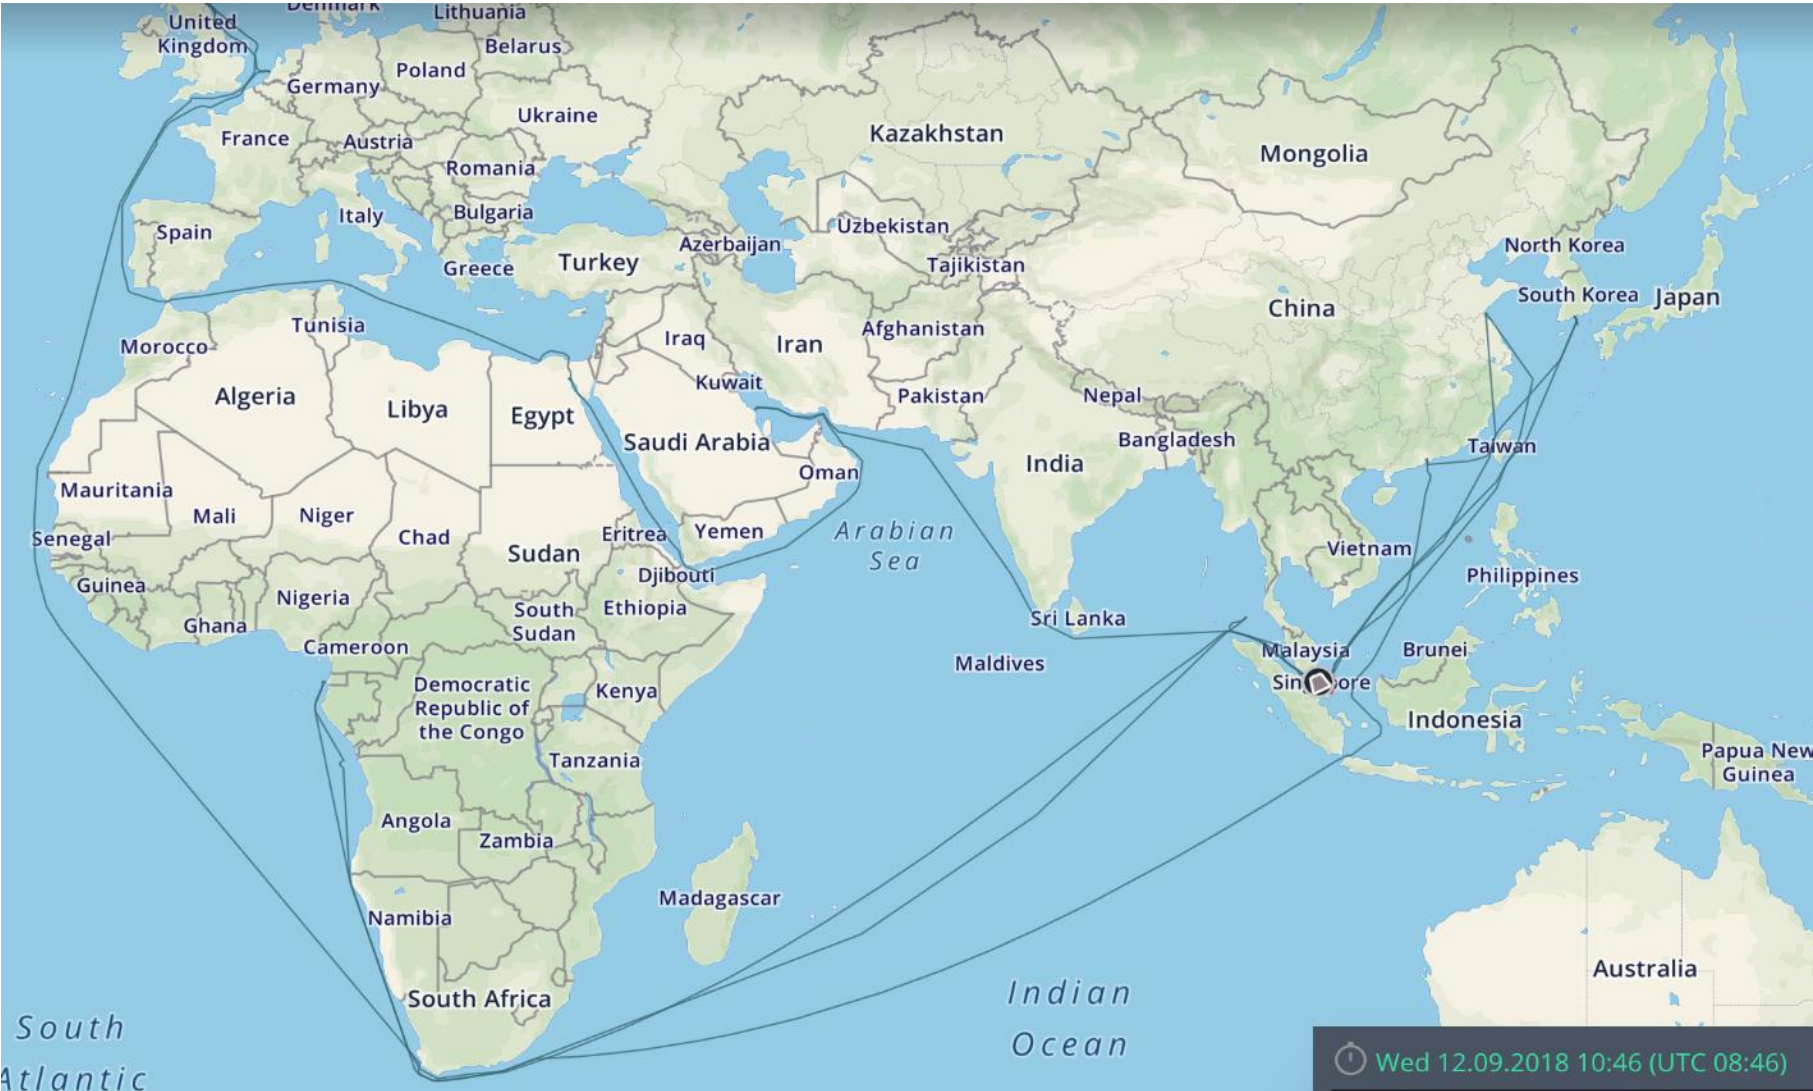 Denmark
Lithuania
United
Kingdom
Belarus
Poland
Germany
Ukraine
France
Austria
Kazakhstan
Mongolia
Romania
Italy
Bulgaria
Spain
Uzbekistan
Azerbaijan
North Korea
Greece
Turkey
Tajikistan
South Korea
Japan
China
Tunisia
Iraq
Iran
Afghanistan
Morocco
Kuwait
Algeria
Libya
Egypt
Pakistan
Nepal
Saudi Arabia
Bangladesh
Taiwan
India
Oman
Mauritania
Mali
Niger
Chad
Eritrea
Yemen
Arabian
Sea
Senegal
Sudan
Vietnam
Djibouti
Philippines
Guinea
Nigeria
South
Sudan
Ethiopia
Ghana
Sri Lanka
Cameroon
Malaysia
Brunei
Maldives
Democratic
Republic of
the Congo
Kenya
Singapore
Indonesia
Tanzania
Papua New
Guinea
Angola
Zambia
Madagascar
Namibia
Australia
South Africa
Indian
Ocean
South
Atlantic
Wed 12.09.2018 10:46 (UTC 08:46)